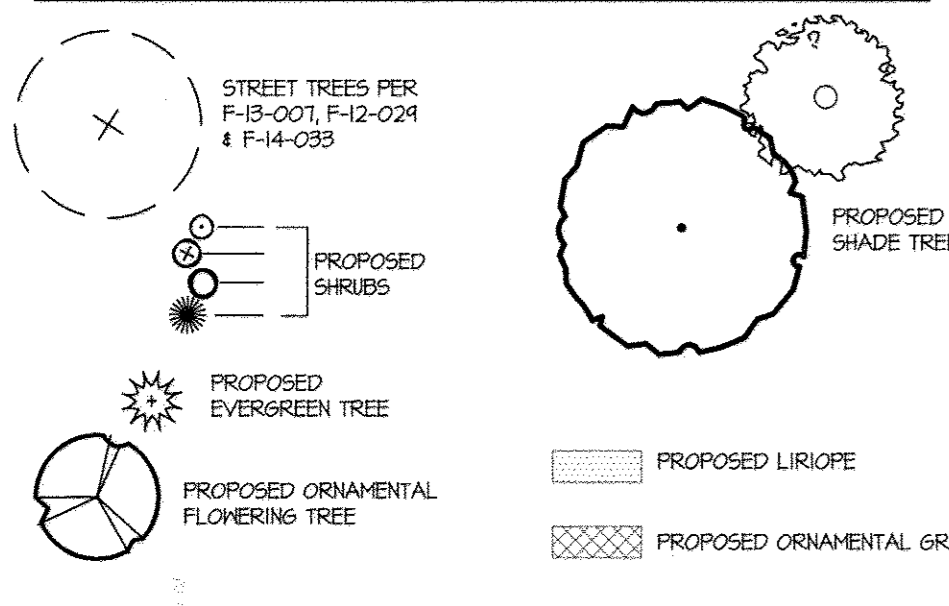 STREET TREES PER
F-13-007, F-12-029
& F-14-033
PROPOSED
SHRUBS
PROPOSED
EVERGREEN TREE
PROPOSED ORNAMENTAL
FLOWERING TREE
PROPOSED
SHADE TREE
PROPOSED LIRIOPE
PROPOSED ORNAMENTAL GR